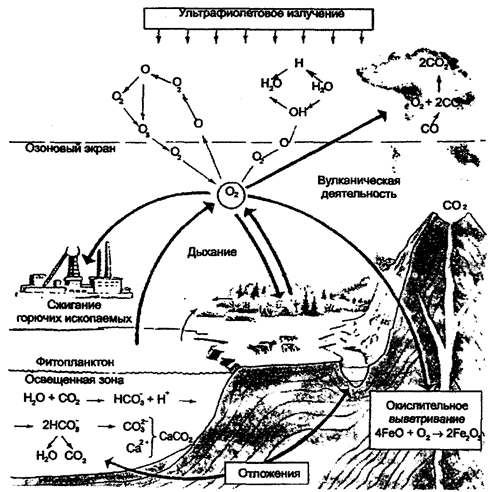 Ультрафиолетовое излучение
O
O₂
O₂
O₃
O
O₂
H
H₂O
H₂O
OH
O
O₂
2CO₂
O₂ + 2CO
CO
Озоновый экран
O₂
Вулканическая
деятельность
CO₂
Дыхание
Сжигание
горючих ископаемых
Фитопланктон
Освещенная зона
H₂O + CO₂ → HCO₃⁻ + H⁺ →
→ 2HCO₃⁻ → CO₃²⁻
Ca²⁺
CaCO₃
H₂O CO₂
Окислительное
выветривание
4FeO + O₂ → 2Fe₂O₃
Отложения